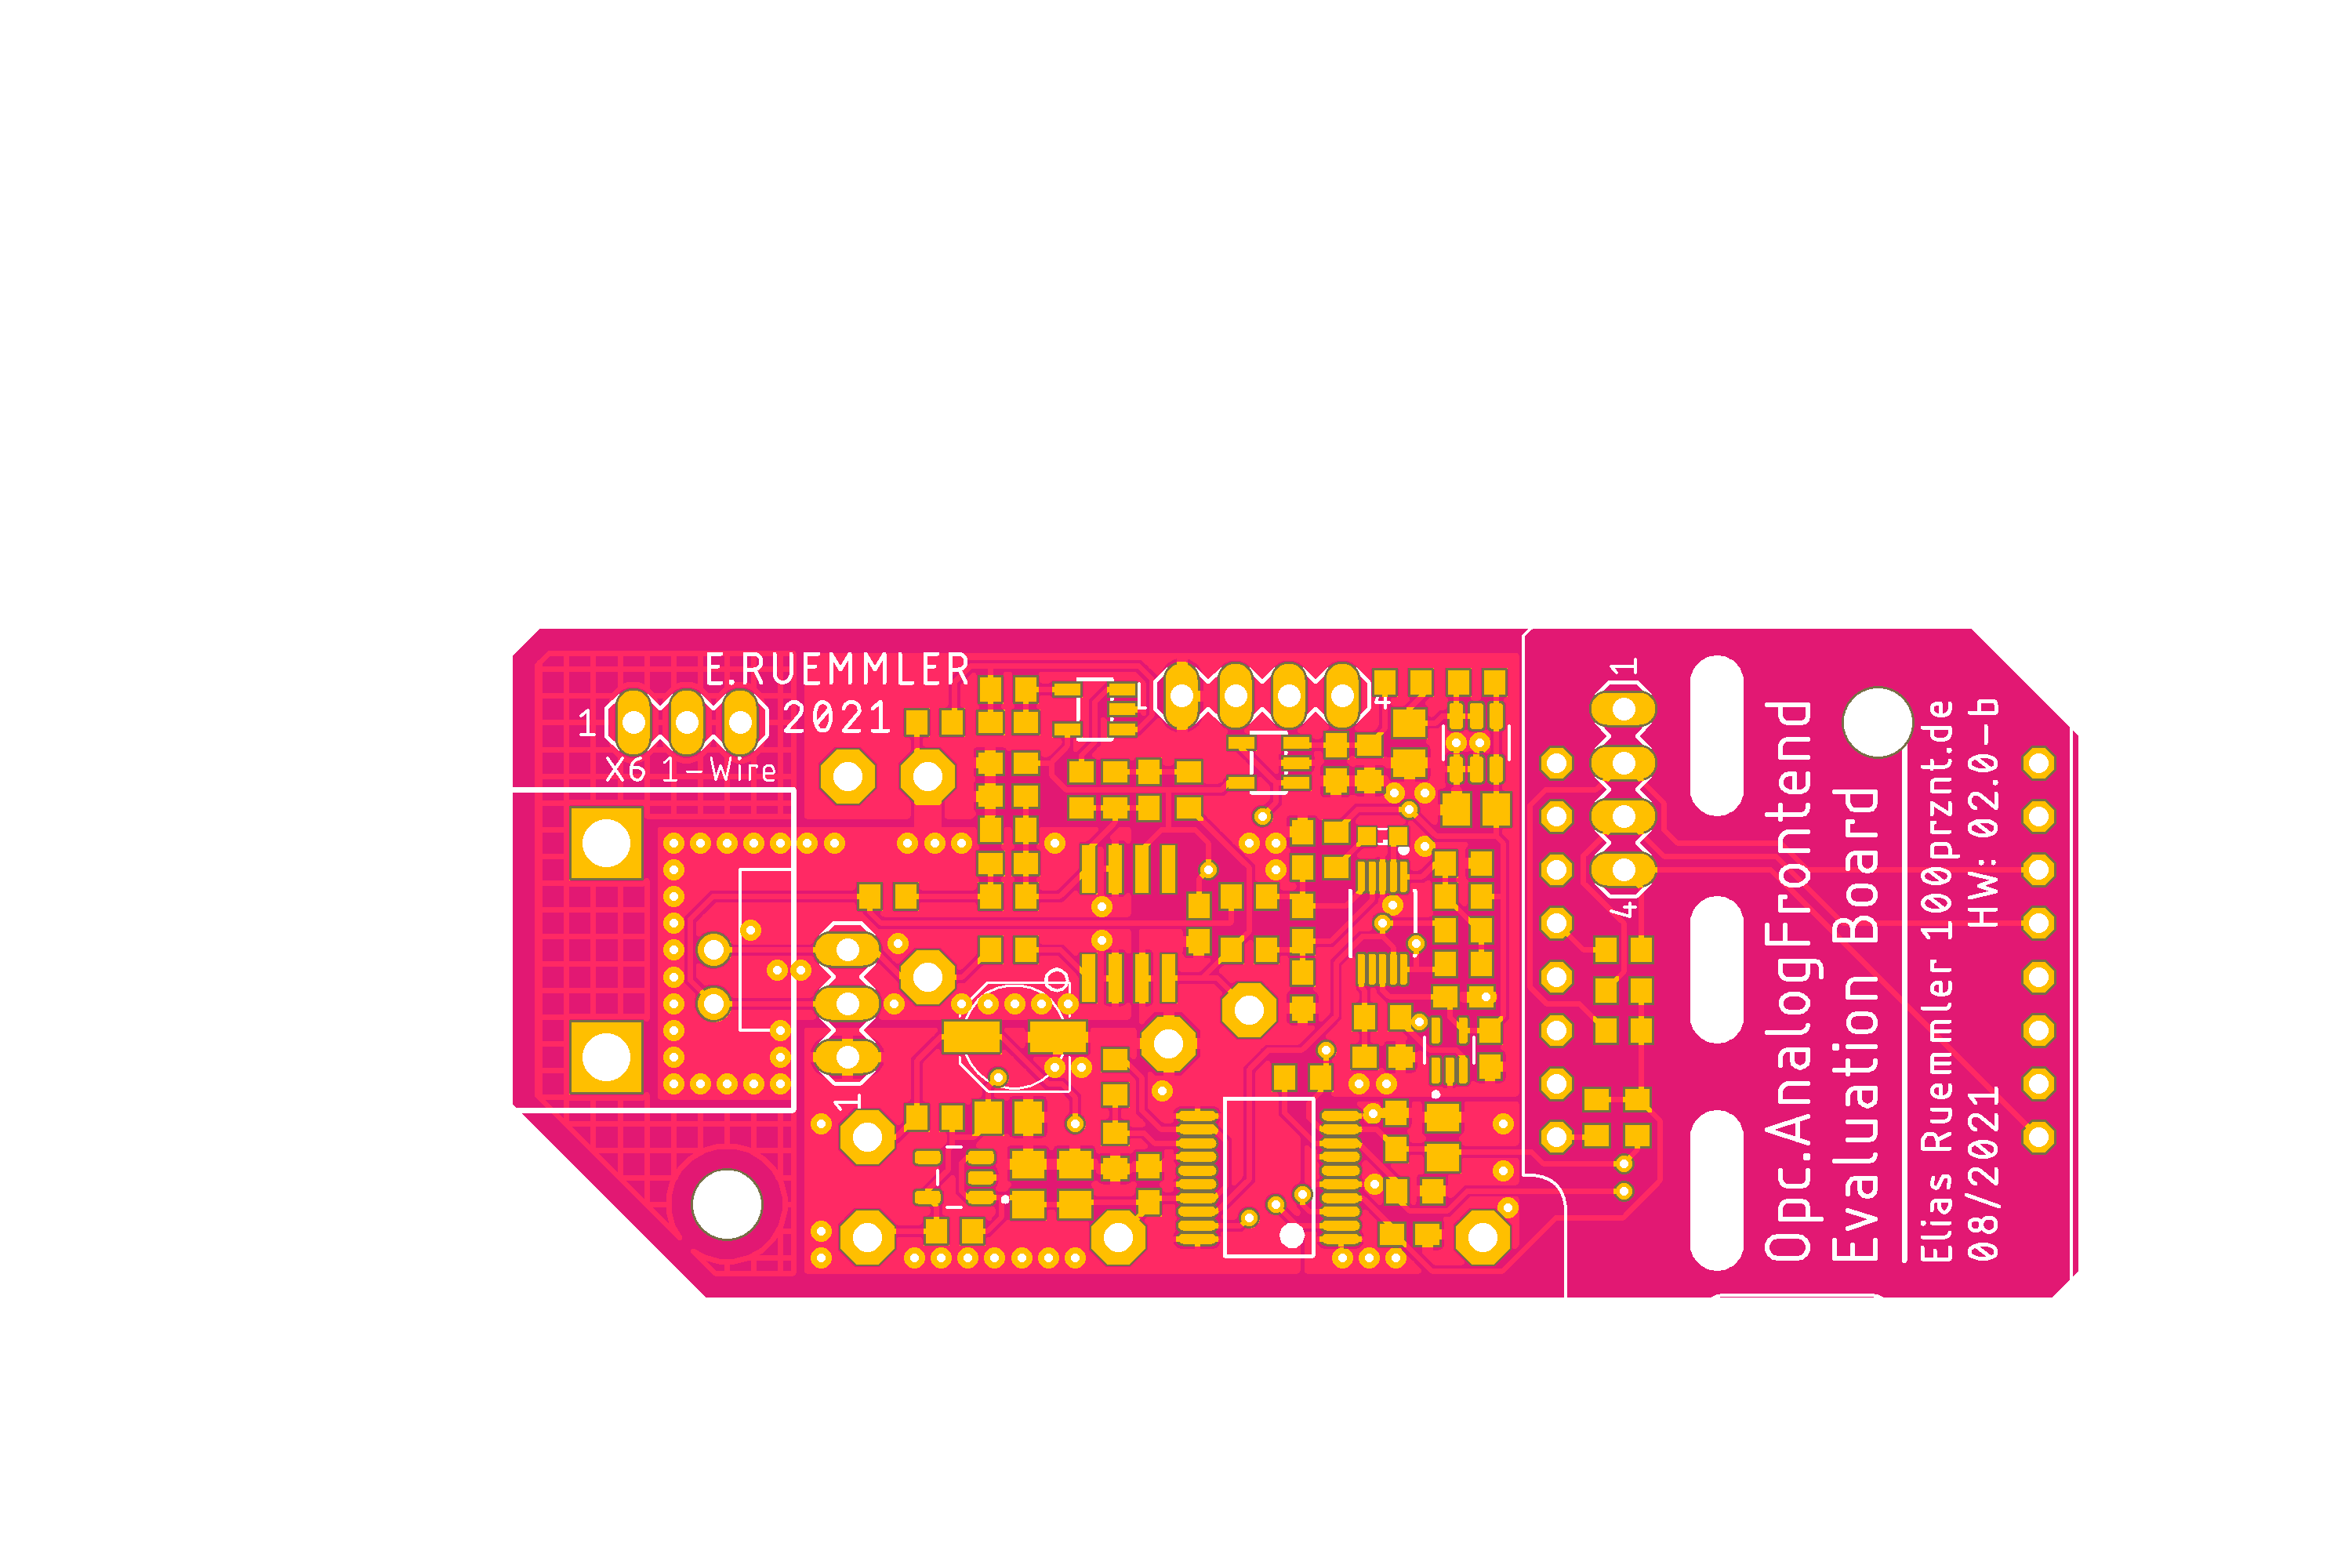 E.RUEMMLER
2021
1
X6 1-Wire
1
4
1
1
1
4
Opc.AnalogFrontend
Evaluation Board
Elias Ruemmler 100prznt.de
08/2021 HW: 02.0-b